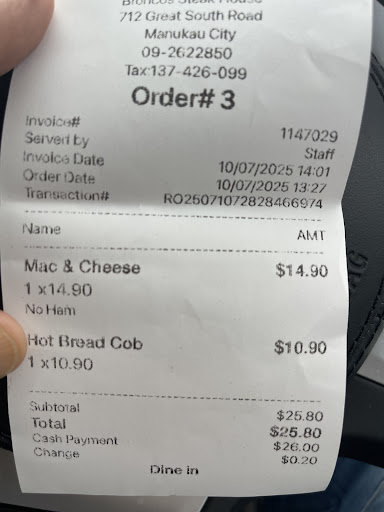 Broncos Steak House
712 Great South Road
Manukau City
09-2622850
Tax:137-426-099
Order# 3
Invoice# 1147029
Served by Staff
Invoice Date 10/07/2025 14:01
Order Date 10/07/2025 13:27
Transaction# RO25071072828466974
Name AMT
Mac & Cheese $14.90
1 x14.90
No Ham
Hot Bread Cob $10.90
1 x10.90
Subtotal $25.80
Total $25.80
Cash Payment $26.00
Change $0.20
Dine in